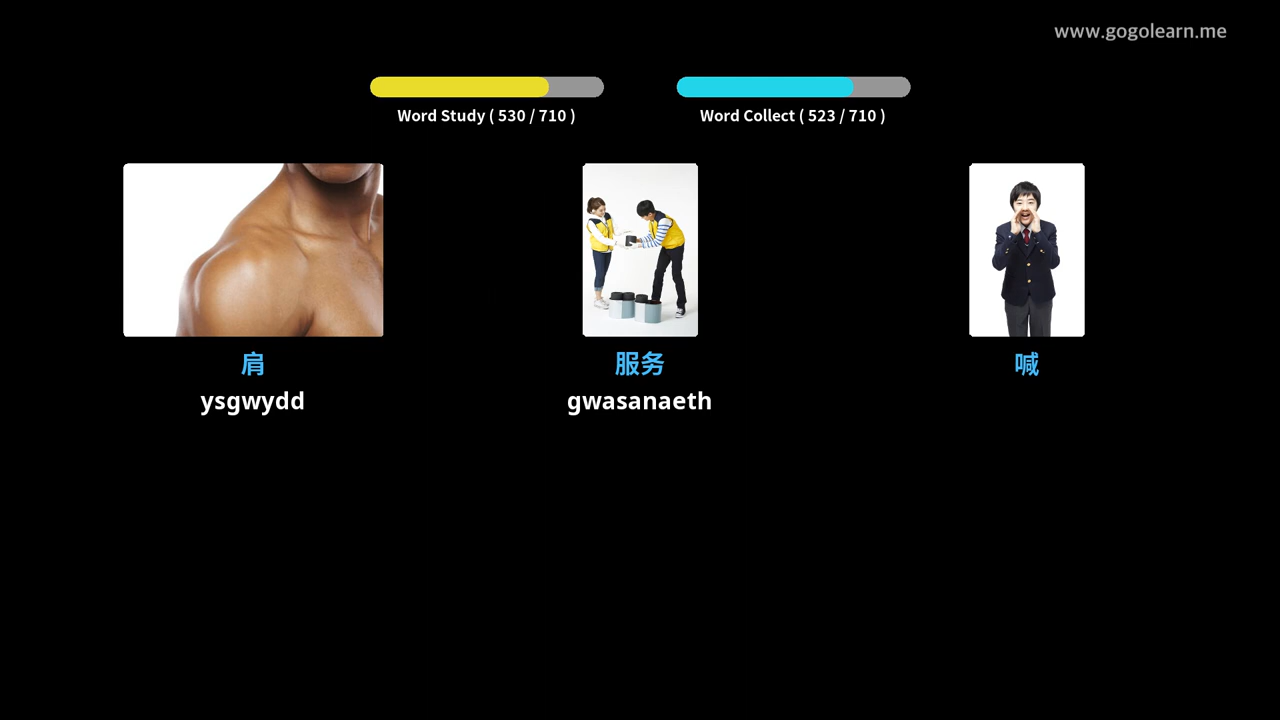 www.gogolearn.me
Word Study ( 530 / 710 )
Word Collect ( 523 / 710 )
肩
ysgwydd
服务
gwasanaeth
喊